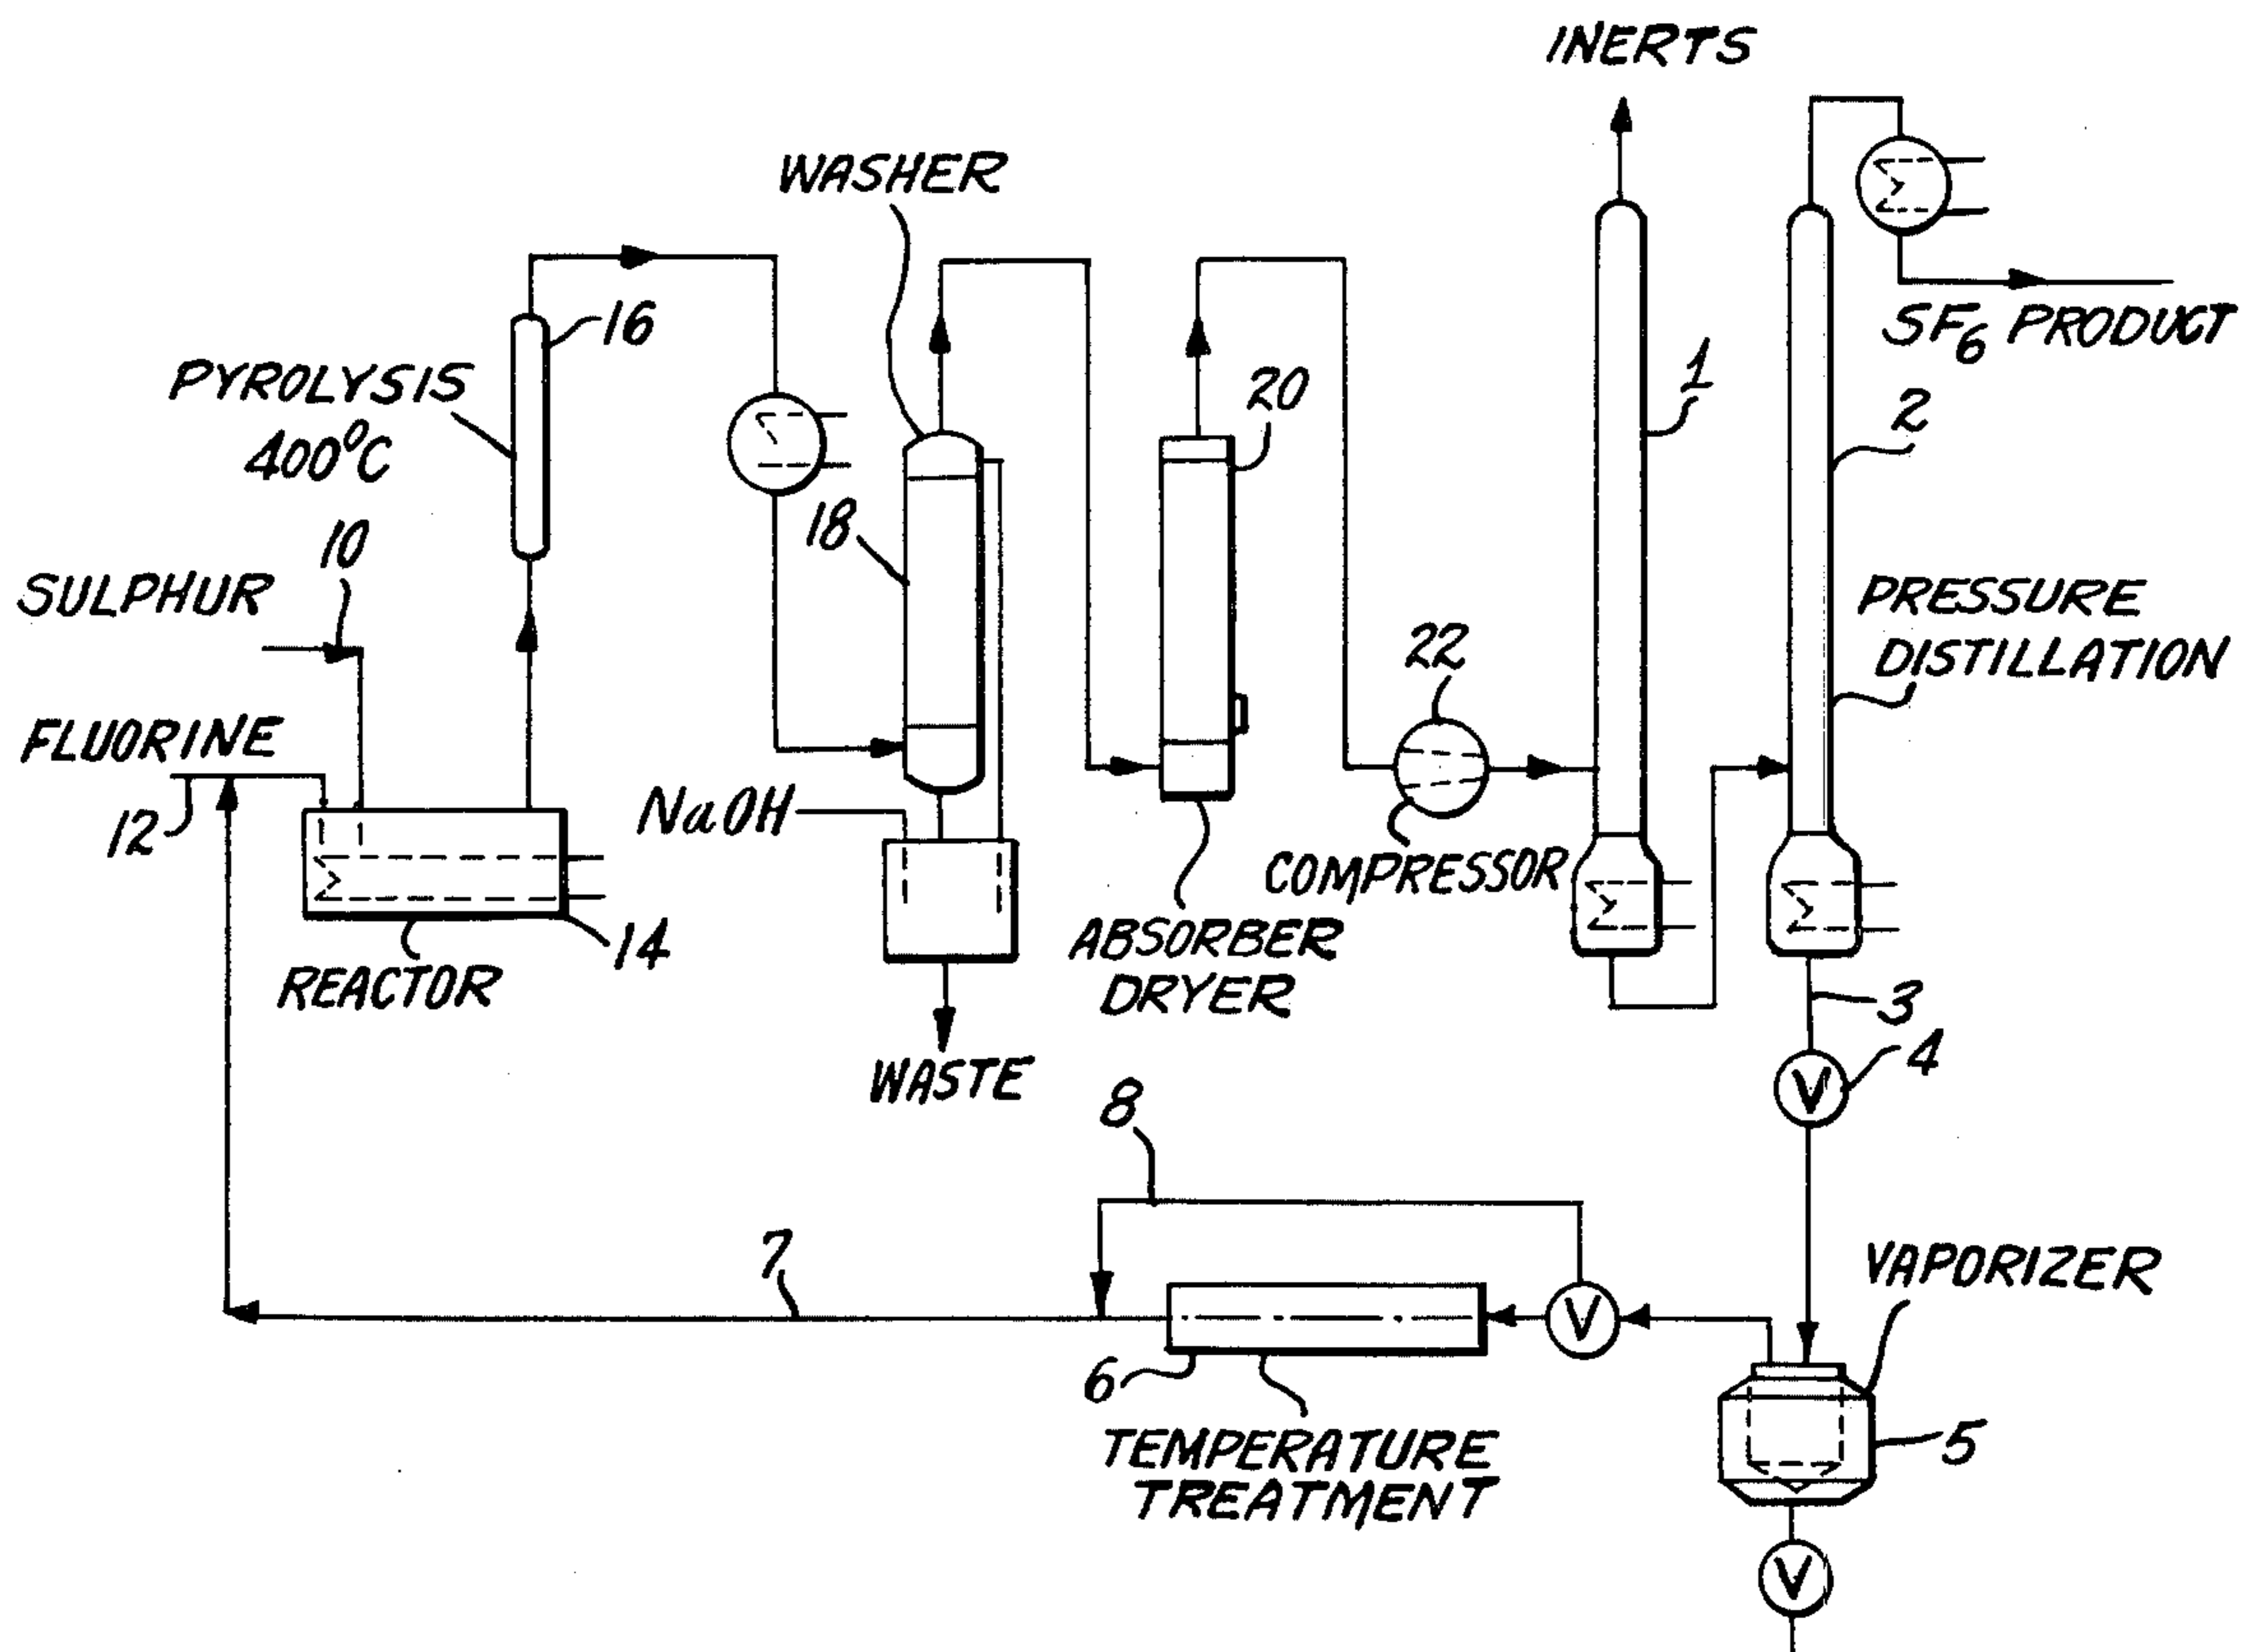 INERTS
WASHER
16
PYROLYSIS
400°C
SF6 PRODUCT
1
20
2
10
18
SULPHUR
PRESSURE
DISTILLATION
22
FLUORINE
12
NaOH
COMPRESSOR
14
REACTOR
ABSORBER
DRYER
3
4
V
WASTE
8
7
VAPORIZER
V
6
TEMPERATURE
TREATMENT
5
V